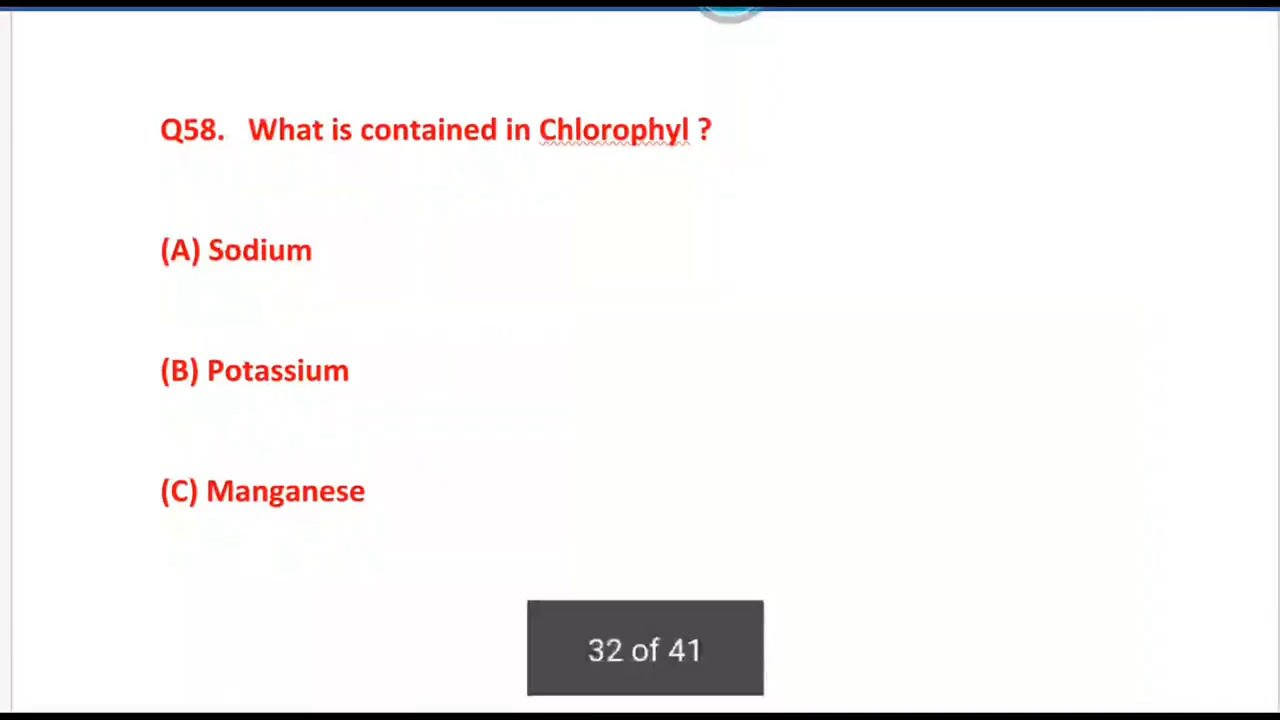 Q58. What is contained in Chlorophyl ?
(A) Sodium
(B) Potassium
(C) Manganese
32 of 41